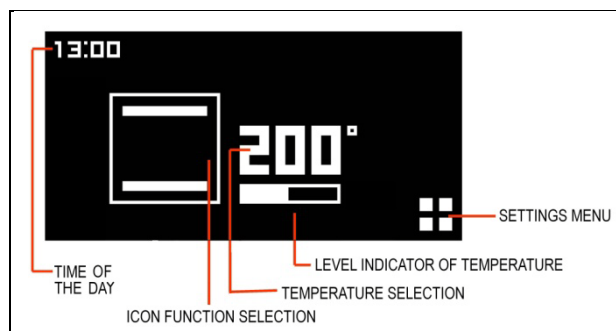 13:00
200°
SETTINGS MENU
LEVEL INDICATOR OF TEMPERATURE
TIME OF
THE DAY
TEMPERATURE SELECTION
ICON FUNCTION SELECTION